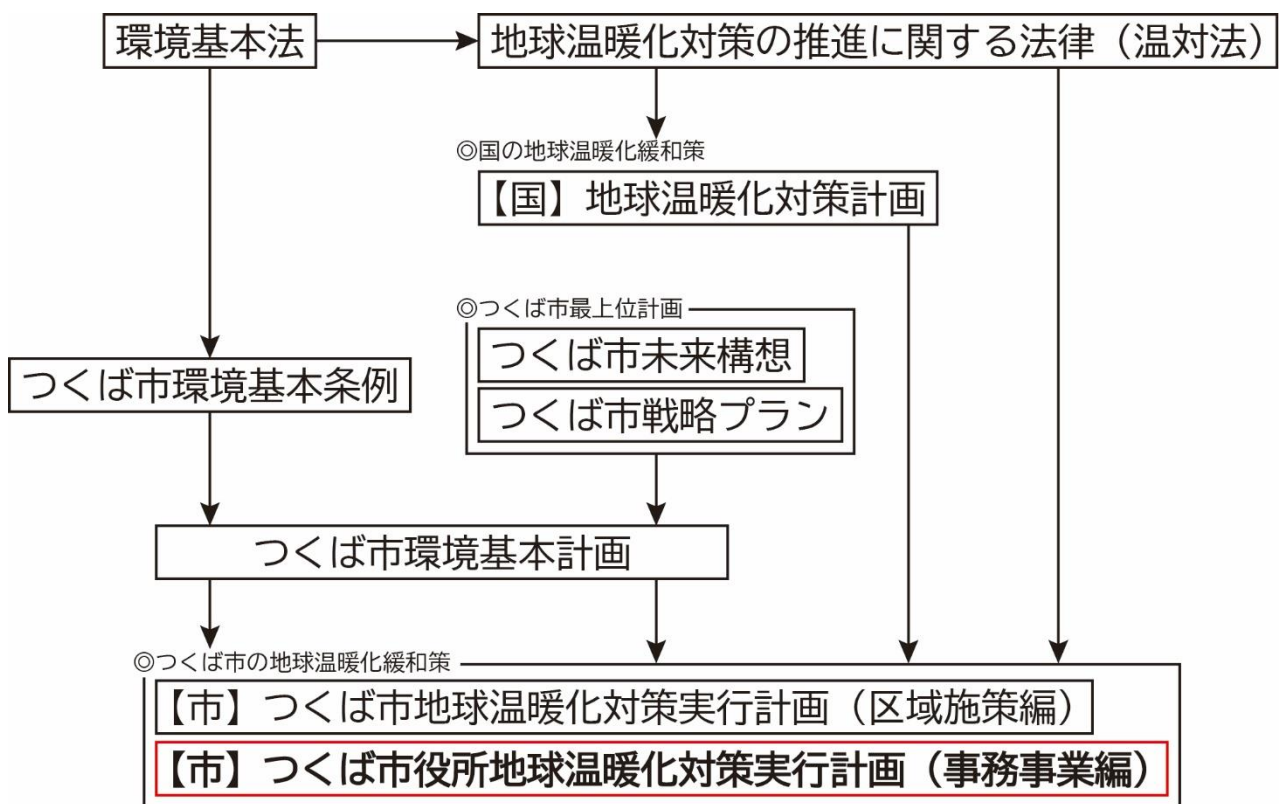 環境基本法
地球温暖化対策の推進に関する法律（温対法）
◎国の地球温暖化緩和策
【国】地球温暖化対策計画
◎つくば市最上位計画
つくば市未来構想
つくば市戦略プラン
つくば市環境基本条例
つくば市環境基本計画
◎つくば市の地球温暖化緩和策
【市】つくば市地球温暖化対策実行計画（区域施策編）
【市】つくば市役所地球温暖化対策実行計画（事務事業編）